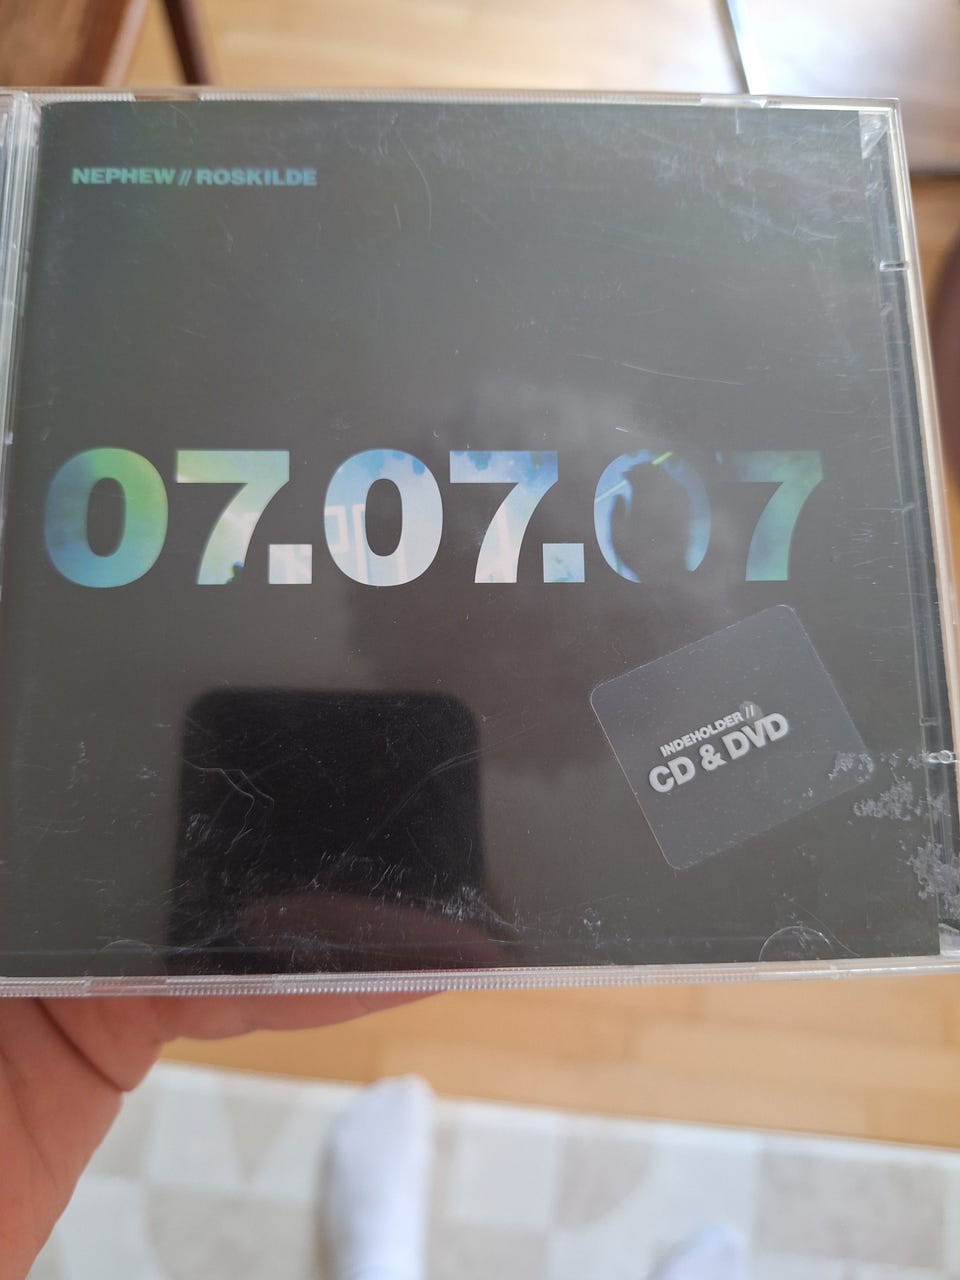 NEPHEW // ROSKILDE
07.07.07
INDEHOLDER //
CD & DVD